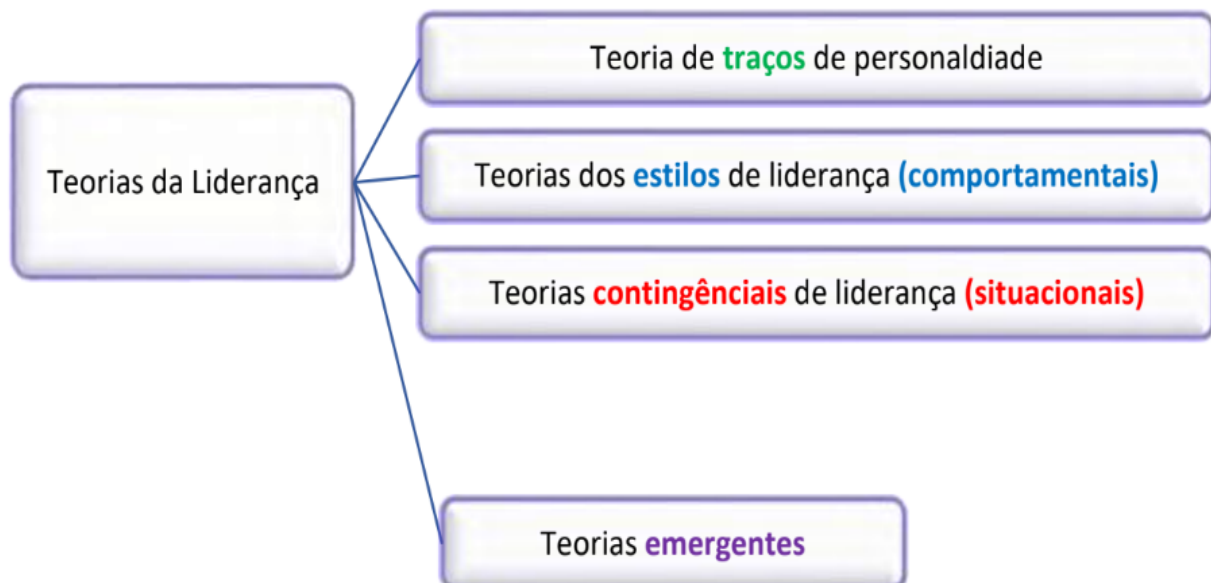 Teoria de traços de personaldiade
Teorias da Liderança
Teorias dos estilos de liderança (comportamentais)
Teorias contingênciais de liderança (situacionais)
Teorias emergentes